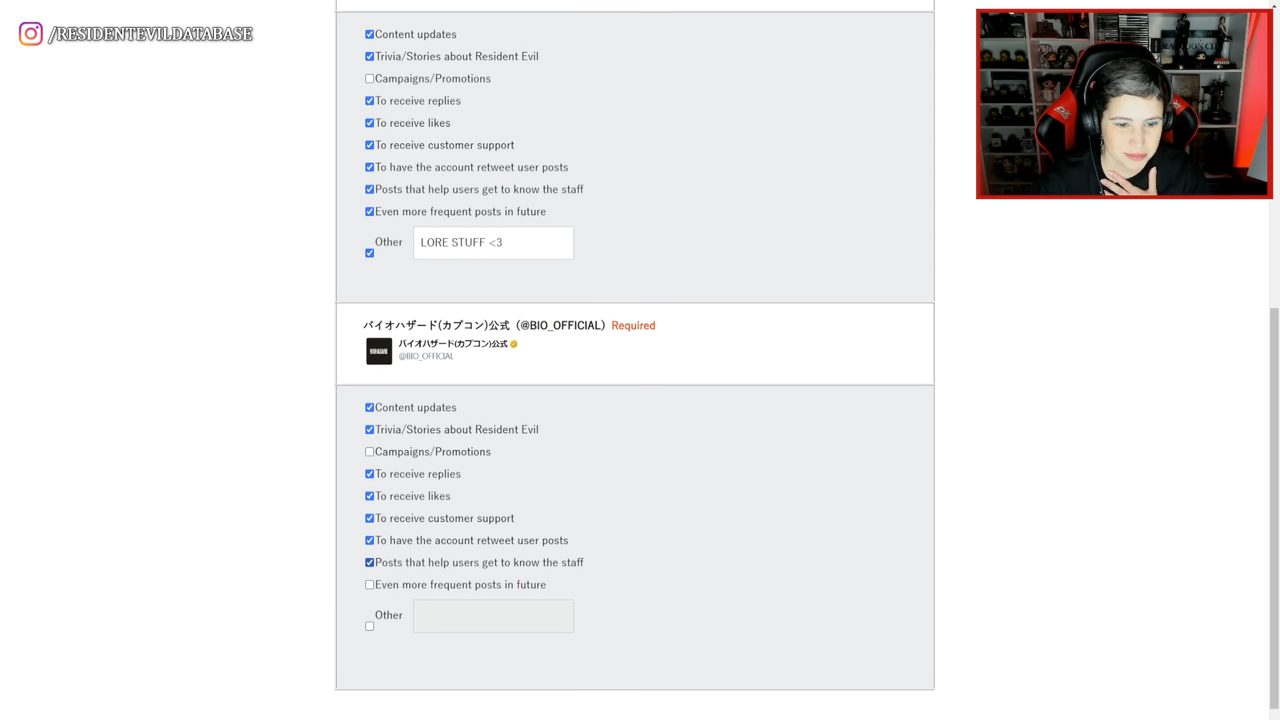 /RESIDENTEVILDATABASE
Content updates
Trivia/Stories about Resident Evil
Campaigns/Promotions
To receive replies
To receive likes
To receive customer support
To have the account retweet user posts
Posts that help users get to know the staff
Even more frequent posts in future
Other LORE STUFF <3
バイオハザード(カプコン)公式（@BIO_OFFICIAL）Required
バイオハザード(カプコン)公式
@BIO_OFFICIAL
Content updates
Trivia/Stories about Resident Evil
Campaigns/Promotions
To receive replies
To receive likes
To receive customer support
To have the account retweet user posts
Posts that help users get to know the staff
Even more frequent posts in future
Other